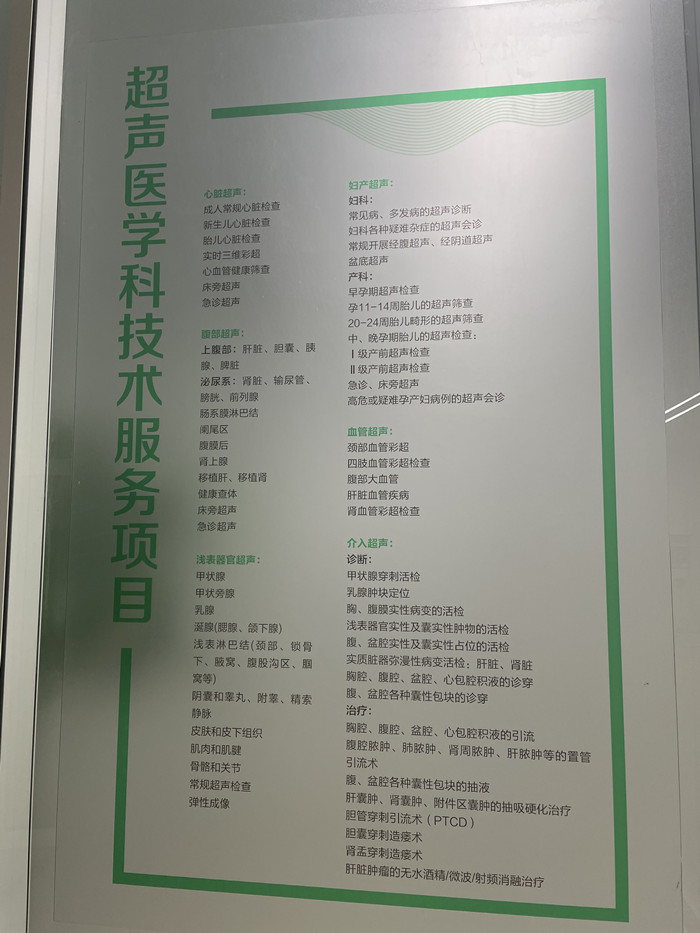 超声医学科技术服务项目
心脏超声：
成人常规心脏检查
新生儿心脏检查
胎儿心脏检查
实时三维彩超
心血管健康筛查
床旁超声
急诊超声
腹部超声：
上腹部：肝脏、胆囊、胰
腺、脾脏
泌尿系：肾脏、输尿管、
膀胱、前列腺
肠系膜淋巴结
阑尾区
腹膜后
肾上腺
移植肝、移植肾
健康查体
床旁超声
急诊超声
浅表器官超声：
甲状腺
甲状旁腺
乳腺
涎腺(腮腺、颌下腺)
浅表淋巴结(颈部、锁骨
下、腋窝、腹股沟区、腘
窝等)
阴囊和睾丸、附睾、精索
静脉
皮肤和皮下组织
肌肉和肌腱
骨骼和关节
常规超声检查
弹性成像
妇产超声：
妇科：
常见病、多发病的超声诊断
妇科各种疑难杂症的超声会诊
常规开展经腹超声、经阴道超声
盆底超声
产科：
早孕期超声检查
孕11-14周胎儿的超声筛查
20-24周胎儿畸形的超声筛查
中、晚孕期胎儿的超声检查：
Ⅰ级产前超声检查
Ⅱ级产前超声检查
急诊、床旁超声
高危或疑难孕产妇病例的超声会诊
血管超声：
颈部血管彩超
四肢血管彩超检查
腹部大血管
肝脏血管疾病
肾血管彩超检查
介入超声：
诊断：
甲状腺穿刺活检
乳腺肿块定位
胸、腹膜实性病变的活检
浅表器官实性及囊实性肿物的活检
腹、盆腔实性及囊实性占位的活检
实质脏器弥漫性病变活检：肝脏、肾脏
胸腔、腹腔、盆腔、心包腔积液的诊穿
腹、盆腔各种囊性包块的诊穿
治疗：
胸腔、腹腔、盆腔、心包腔积液的引流
腹腔脓肿、肺脓肿、肾周脓肿、肝脓肿等的置管
引流术
腹、盆腔各种囊性包块的抽液
肝囊肿、肾囊肿、附件区囊肿的抽吸硬化治疗
胆管穿刺引流术（PTCD）
胆囊穿刺造瘘术
肾盂穿刺造瘘术
肝脏肿瘤的无水酒精/微波/射频消融治疗